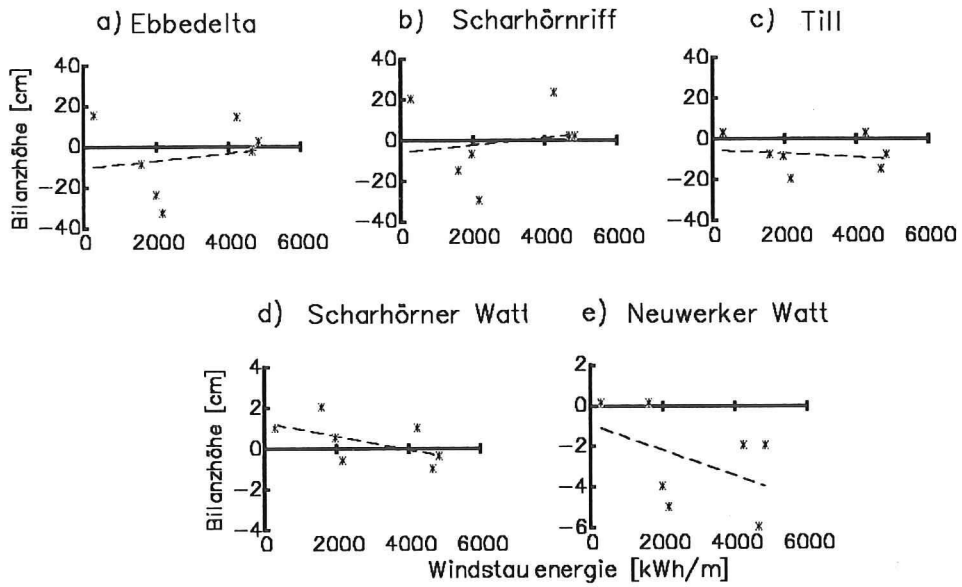 a) Ebbedelta
b) Scharhörnriff
c) Till
Bilanzhöhe [cm]
40
20
0
-20
-40
0 2000 4000 6000
40
20
0
-20
-40
0 2000 4000 6000
40
20
0
-20
-40
0 2000 4000 6000
d) Scharhörner Watt
e) Neuwerker Watt
Bilanzhöhe [cm]
4
2
0
-2
-4
0 2000 4000 6000
2
0
-2
-4
-6
0 2000 4000 6000
Windstauenergie [kWh/m]